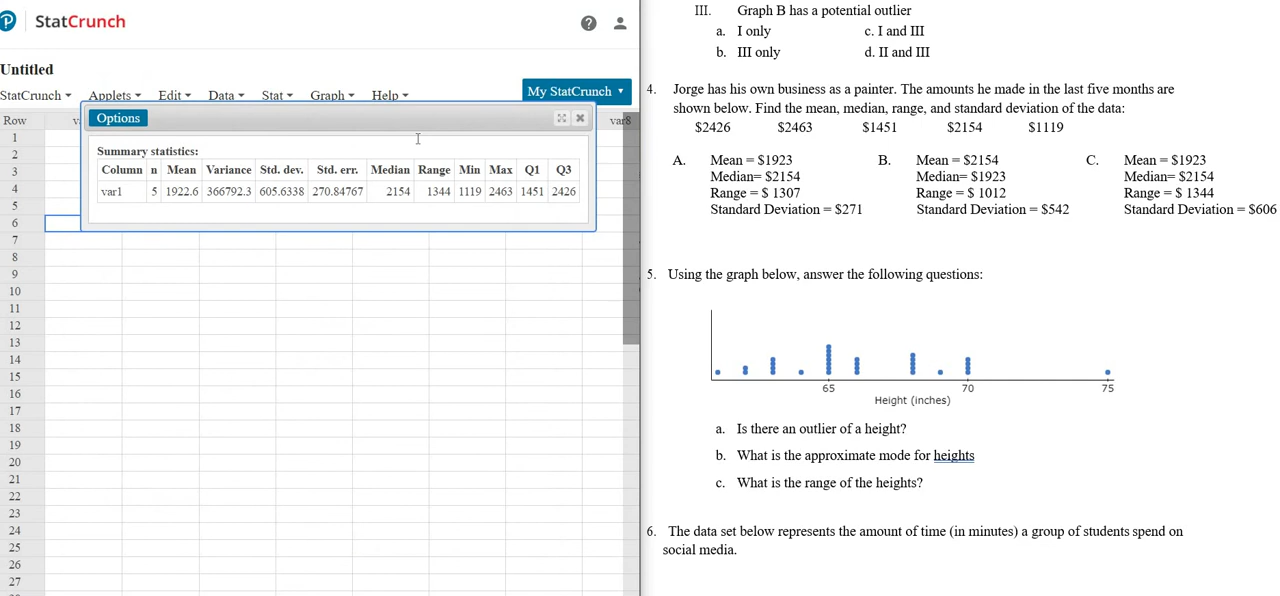 StatCrunch
Untitled
StatCrunch Applets Edit Data Stat Graph Help My StatCrunch
Row var8
Options
Summary statistics:
Column n Mean Variance Std. dev. Std. err. Median Range Min Max Q1 Q3
var1 5 1922.6 366792.3 605.6338 270.84767 2154 1344 1119 2463 1451 2426
1
2
3
4
5
6
7
8
9
10
11
12
13
14
15
16
17
18
19
20
21
22
23
24
25
26
27
III. Graph B has a potential outlier
a. I only c. I and III
b. III only d. II and III
4. Jorge has his own business as a painter. The amounts he made in the last five months are
shown below. Find the mean, median, range, and standard deviation of the data:
$2426 $2463 $1451 $2154 $1119
A. Mean = $1923 B. Mean = $2154 C. Mean = $1923
Median= $2154 Median= $1923 Median= $2154
Range = $ 1307 Range = $ 1012 Range = $ 1344
Standard Deviation = $271 Standard Deviation = $542 Standard Deviation = $606
5. Using the graph below, answer the following questions:
65 70 75
Height (inches)
a. Is there an outlier of a height?
b. What is the approximate mode for heights
c. What is the range of the heights?
6. The data set below represents the amount of time (in minutes) a group of students spend on
social media.